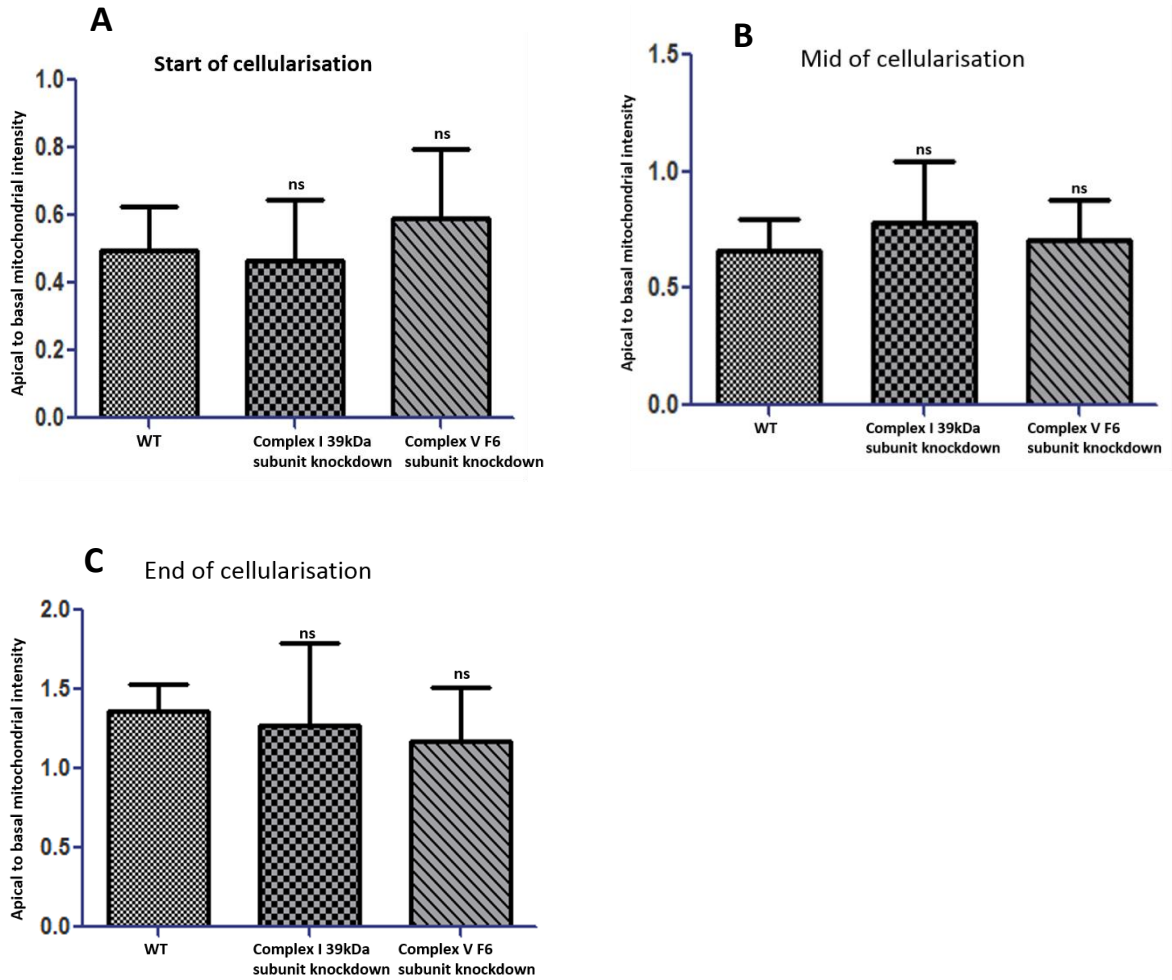 A
Start of cellularisation
Apical to basal mitochondrial intensity
1.0
0.8
0.6
0.4
0.2
0.0
ns
ns
WT
Complex I 39kDa
subunit knockdown
Complex V F6
subunit knockdown
B
Mid of cellularisation
Apical to basal mitochondrial intensity
1.5
1.0
0.5
0.0
ns
ns
WT
Complex I 39kDa
subunit knockdown
Complex V F6
subunit knockdown
C
End of cellularisation
Apical to basal mitochondrial intensity
2.0
1.5
1.0
0.5
0.0
ns
ns
WT
Complex I 39kDa
subunit knockdown
Complex V F6
subunit knockdown